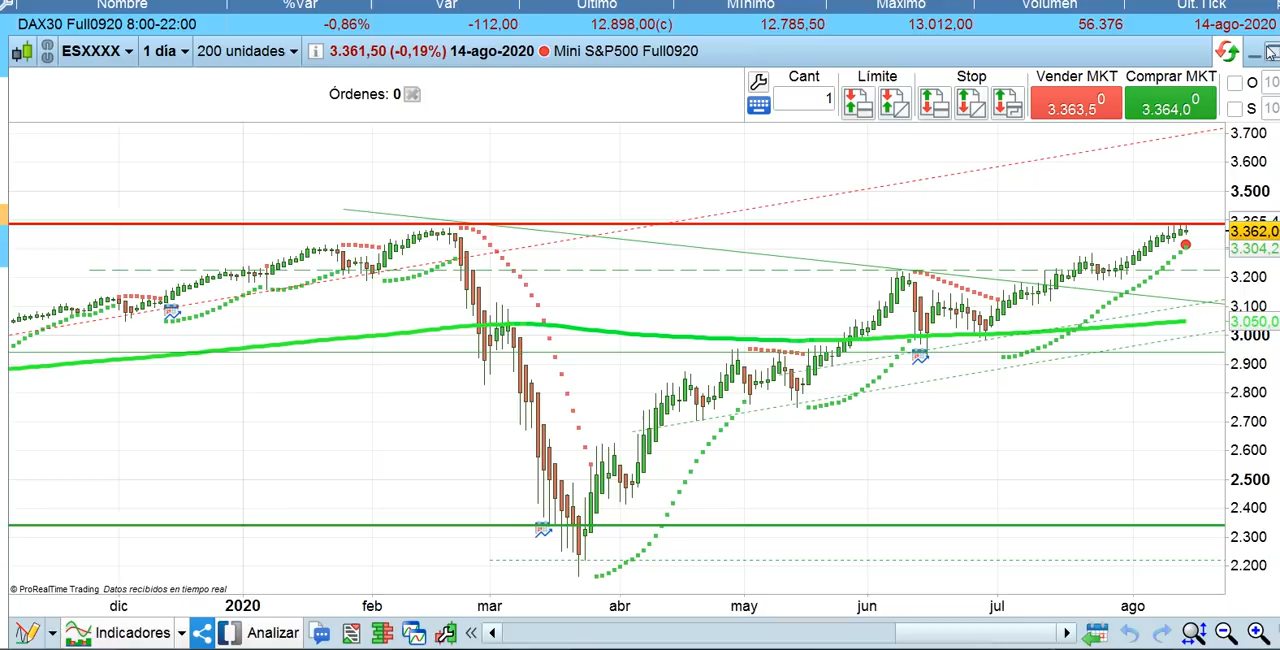 Nombre %Var Var Último Mínimo Máximo Volumen Últ. Tick
DAX30 Full0920 8:00-22:00 -0,86% -112,00 12.898,00(c) 12.785,50 13.012,00 56.376 14-ago-2020
ESXXXX 1 día 200 unidades 3.361,50 (-0,19%) 14-ago-2020 Mini S&P500 Full0920
Órdenes: 0
Cant Límite Stop Vender MKT Comprar MKT
1 3.363,5 0 3.364,0 0
O 10
S 10
3.700
3.600
3.500
3.362,0
3.304,2
3.200
3.100
3.050,0
3.000
2.900
2.800
2.700
2.600
2.500
2.400
2.300
2.200
© ProRealTime Trading Datos recibidos en tiempo real
dic 2020 feb mar abr may jun jul ago
Indicadores Analizar